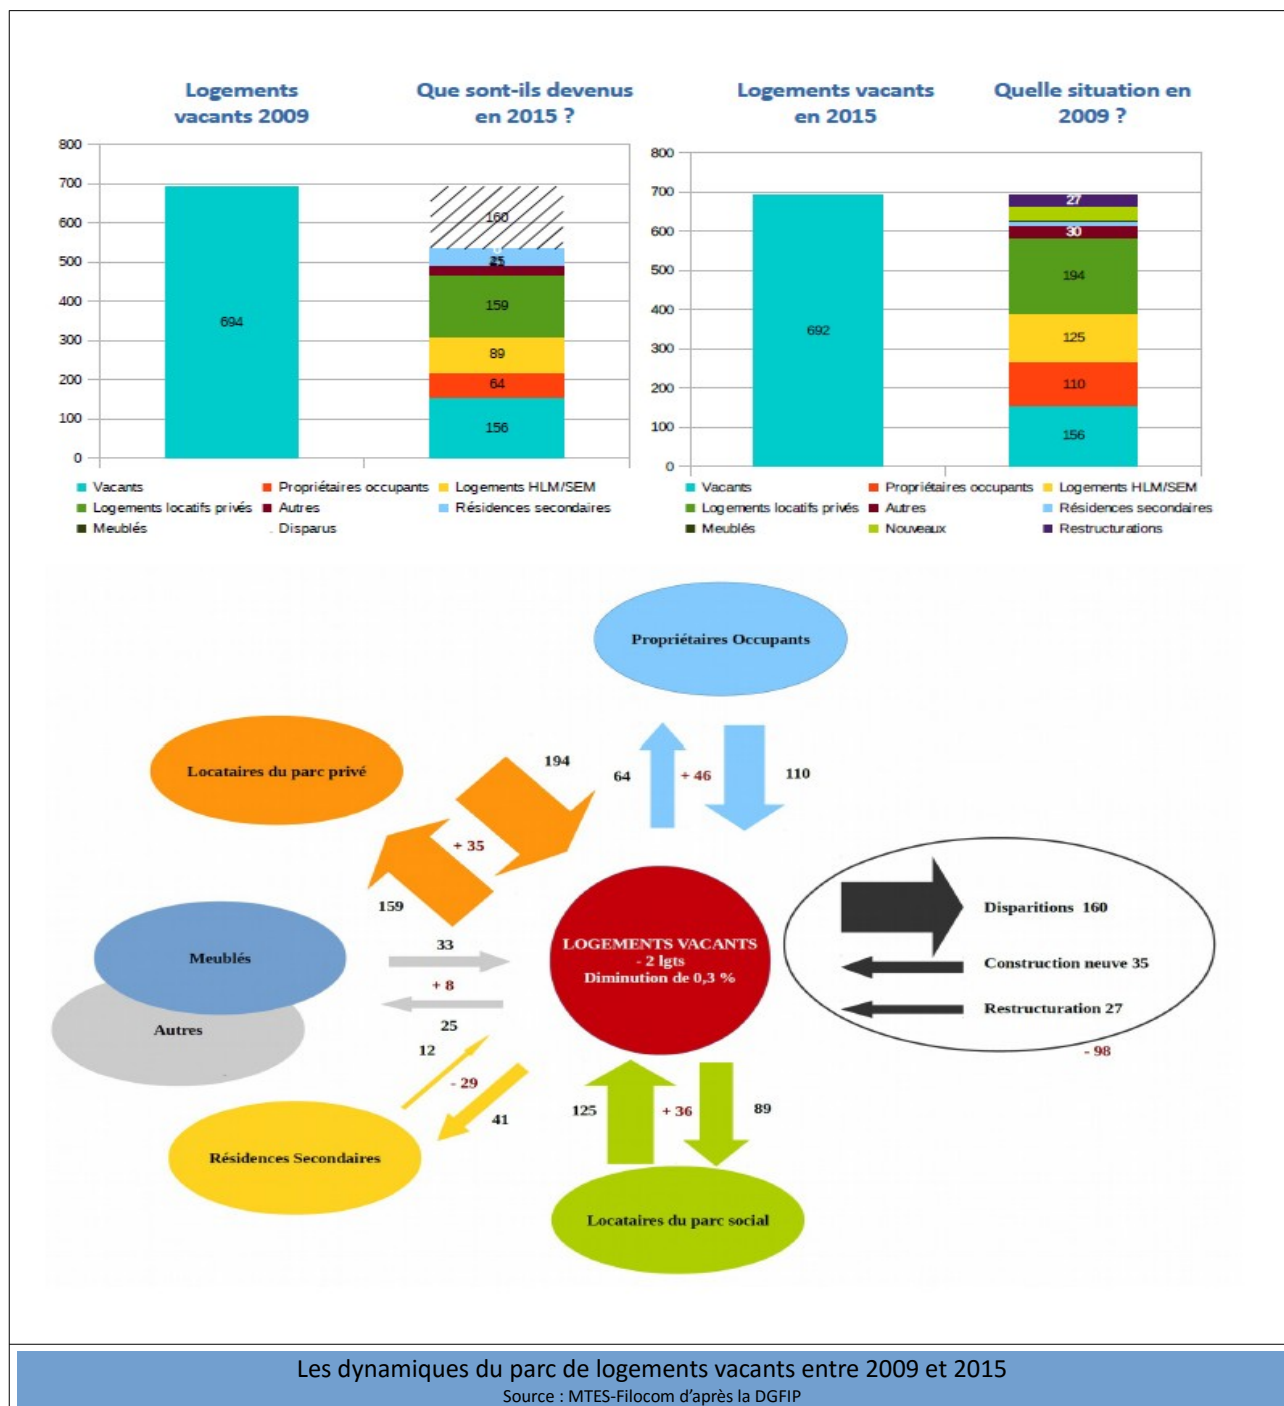 Logements
vacants 2009
Que sont-ils devenus
en 2015 ?
800
700
600
500
400
300
200
100
0
694
160
0
25
159
89
64
156
Vacants
Propriétaires occupants
Logements HLM/SEM
Logements locatifs privés
Autres
Résidences secondaires
Meublés
Disparus
Logements vacants
en 2015
Quelle situation en
2009 ?
800
700
600
500
400
300
200
100
0
692
27
30
194
125
110
156
Vacants
Propriétaires occupants
Logements HLM/SEM
Logements locatifs privés
Autres
Résidences secondaires
Meublés
Nouveaux
Restructurations
Propriétaires Occupants
64
+ 46
110
Locataires du parc privé
194
+ 35
159
Meublés
Autres
33
+ 8
25
LOGEMENTS VACANTS
- 2 lgts
Diminution de 0,3 %
Disparitions 160
Construction neuve 35
Restructuration 27
- 98
12
- 29
41
Résidences Secondaires
125
+ 36
89
Locataires du parc social
Les dynamiques du parc de logements vacants entre 2009 et 2015
Source : MTES-Filocom d'après la DGFIP